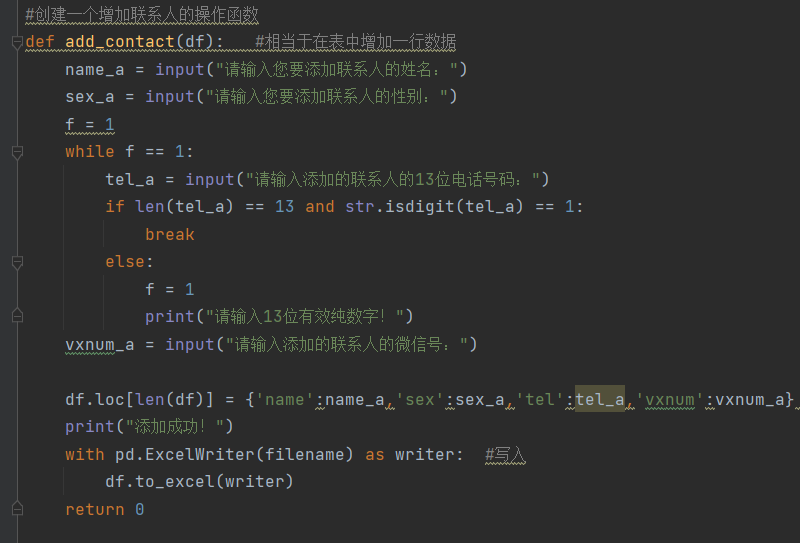 #创建一个增加联系人的操作函数
def add_contact(df):   #相当于在表中增加一行数据
    name_a = input("请输入您要添加联系人的姓名：")
    sex_a = input("请输入您要添加联系人的性别：")
    f = 1
    while f == 1:
        tel_a = input("请输入添加的联系人的13位电话号码：")
        if len(tel_a) == 13 and str.isdigit(tel_a) == 1:
            break
        else:
            f = 1
            print("请输入13位有效纯数字！")
    vxnum_a = input("请输入添加的联系人的微信号：")

    df.loc[len(df)] = {'name':name_a,'sex':sex_a,'tel':tel_a,'vxnum':vxnum_a}
    print("添加成功！")
    with pd.ExcelWriter(filename) as writer:  #写入
        df.to_excel(writer)
    return 0